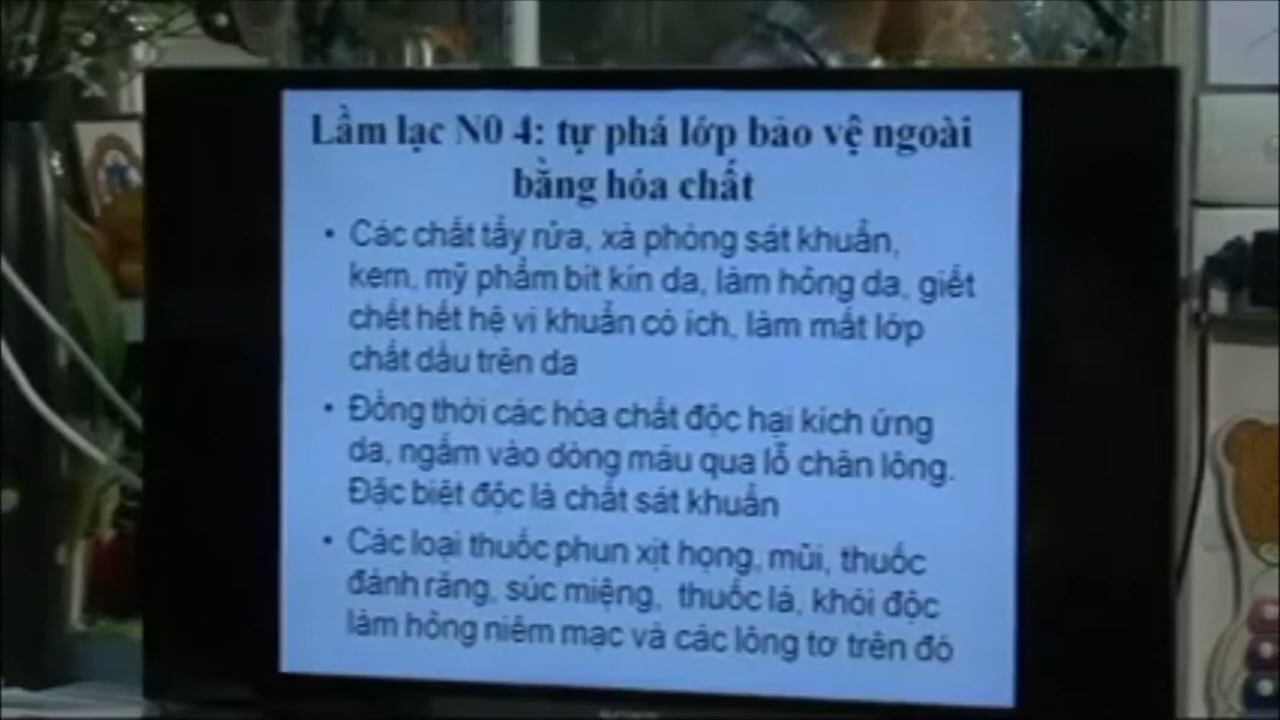 Lầm lạc N0 4: tự phá lớp bảo vệ ngoài
bằng hóa chất
• Các chất tẩy rửa, xà phòng sát khuẩn,
kem, mỹ phẩm bít kín da, làm hỏng da, giết
chết hết hệ vi khuẩn có ích, làm mất lớp
chất dầu trên da
• Đồng thời các hóa chất độc hại kích ứng
da, ngấm vào dòng máu qua lỗ chân lông.
Đặc biệt độc là chất sát khuẩn
• Các loại thuốc phun xịt họng, mũi, thuốc
đánh răng, súc miệng, thuốc lá, khói độc
làm hỏng niêm mạc và các lông tơ trên đó